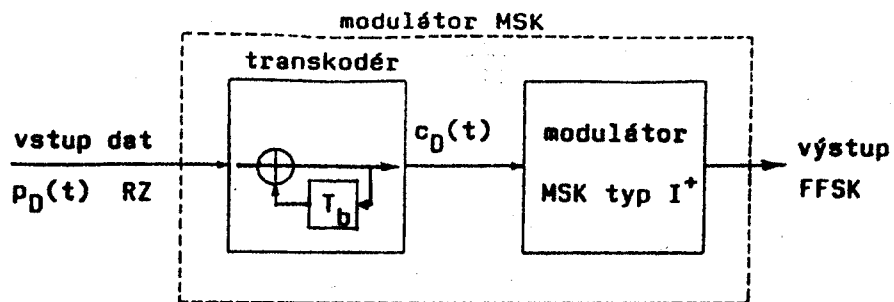 modulátor MSK
transkodér
vstup dat
p_D(t) RZ
T_b
c_D(t)
modulátor
MSK typ I⁺
výstup
FFSK